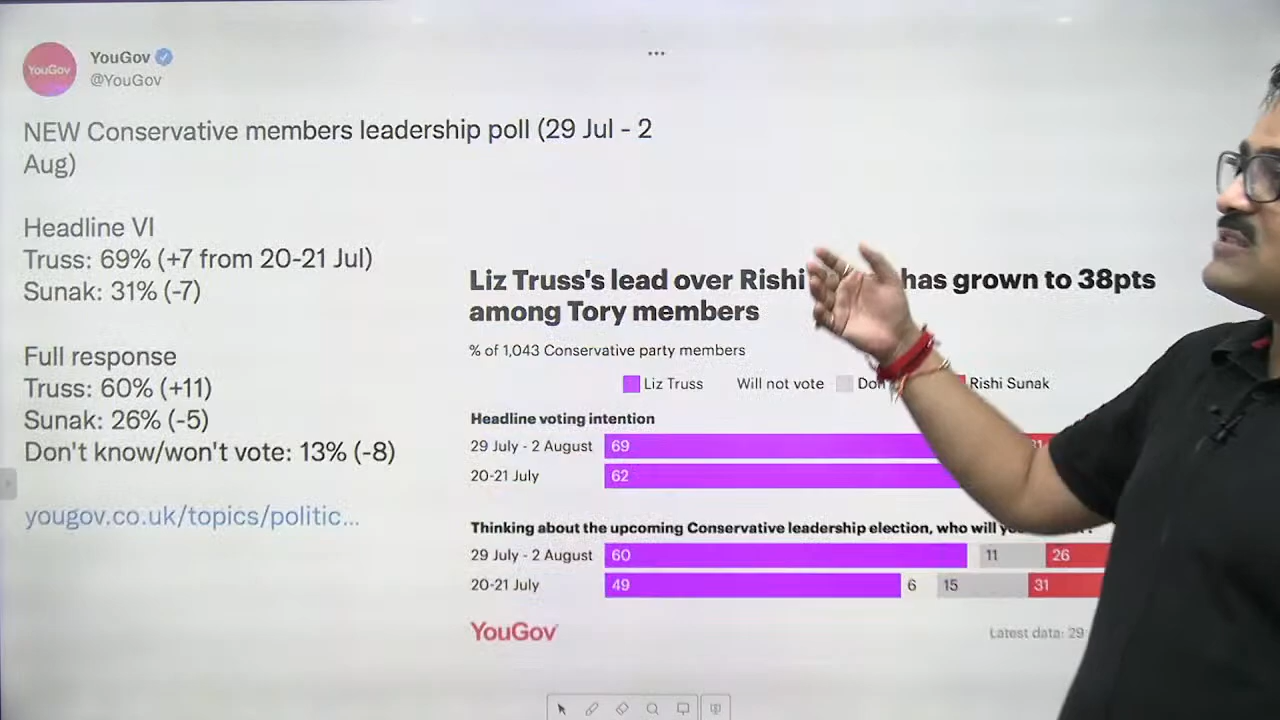 YouGov
YouGov
@YouGov
NEW Conservative members leadership poll (29 Jul - 2
Aug)
Headline VI
Truss: 69% (+7 from 20-21 Jul)
Sunak: 31% (-7)
Full response
Truss: 60% (+11)
Sunak: 26% (-5)
Don't know/won't vote: 13% (-8)
yougov.co.uk/topics/politic...
Liz Truss's lead over Rishi has grown to 38pts
among Tory members
% of 1,043 Conservative party members
Liz Truss Will not vote Rishi Sunak
Headline voting intention
29 July - 2 August 69
20-21 July 62
Thinking about the upcoming Conservative leadership election, who will
29 July - 2 August 60 11 26
20-21 July 49 6 15 31
YouGov
Latest data: 29